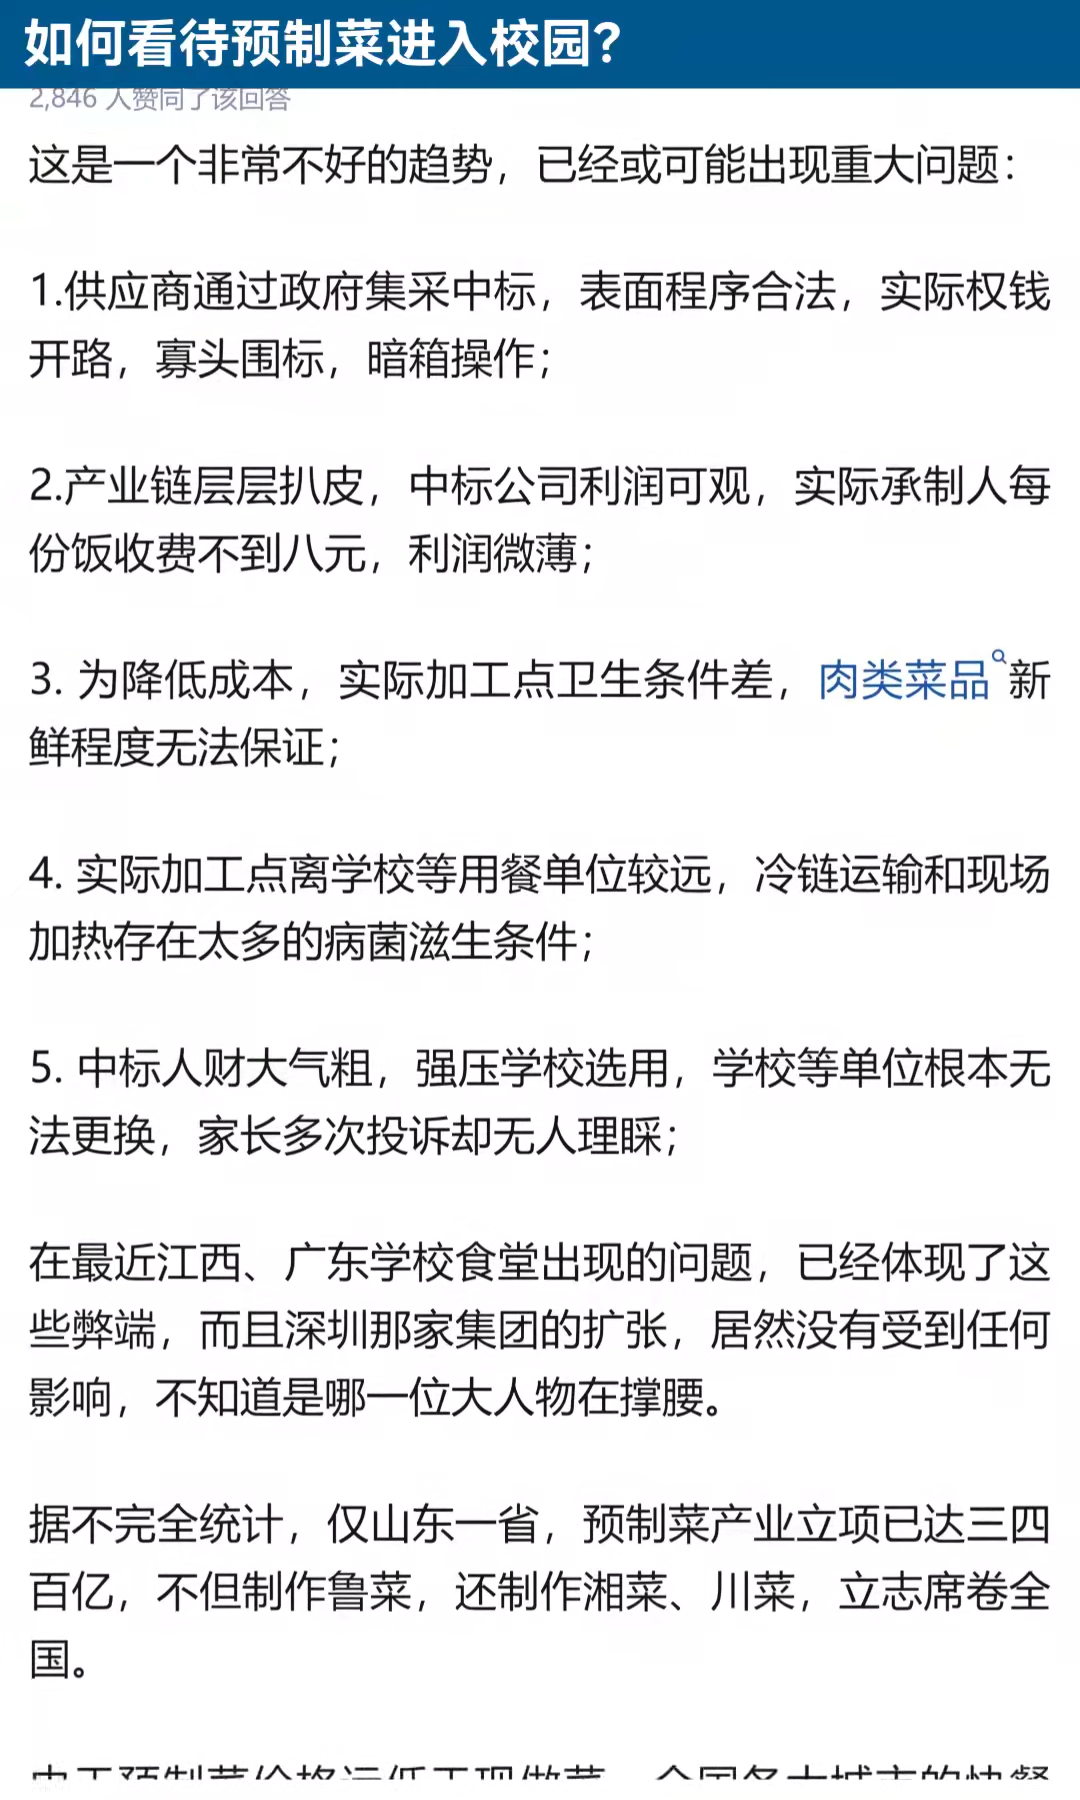 如何看待预制菜进入校园？
2,846 人赞同了该回答
这是一个非常不好的趋势，已经或可能出现重大问题：
1.供应商通过政府集采中标，表面程序合法，实际权钱
开路，寡头围标，暗箱操作；
2.产业链层层扒皮，中标公司利润可观，实际承制人每
份饭收费不到八元，利润微薄；
3. 为降低成本，实际加工点卫生条件差，肉类菜品新
鲜程度无法保证；
4. 实际加工点离学校等用餐单位较远，冷链运输和现场
加热存在太多的病菌滋生条件；
5. 中标人财大气粗，强压学校选用，学校等单位根本无
法更换，家长多次投诉却无人理睬；
在最近江西、广东学校食堂出现的问题，已经体现了这
些弊端，而且深圳那家集团的扩张，居然没有受到任何
影响，不知道是哪一位大人物在撑腰。
据不完全统计，仅山东一省，预制菜产业立项已达三四
百亿，不但制作鲁菜，还制作湘菜、川菜，立志席卷全
国。